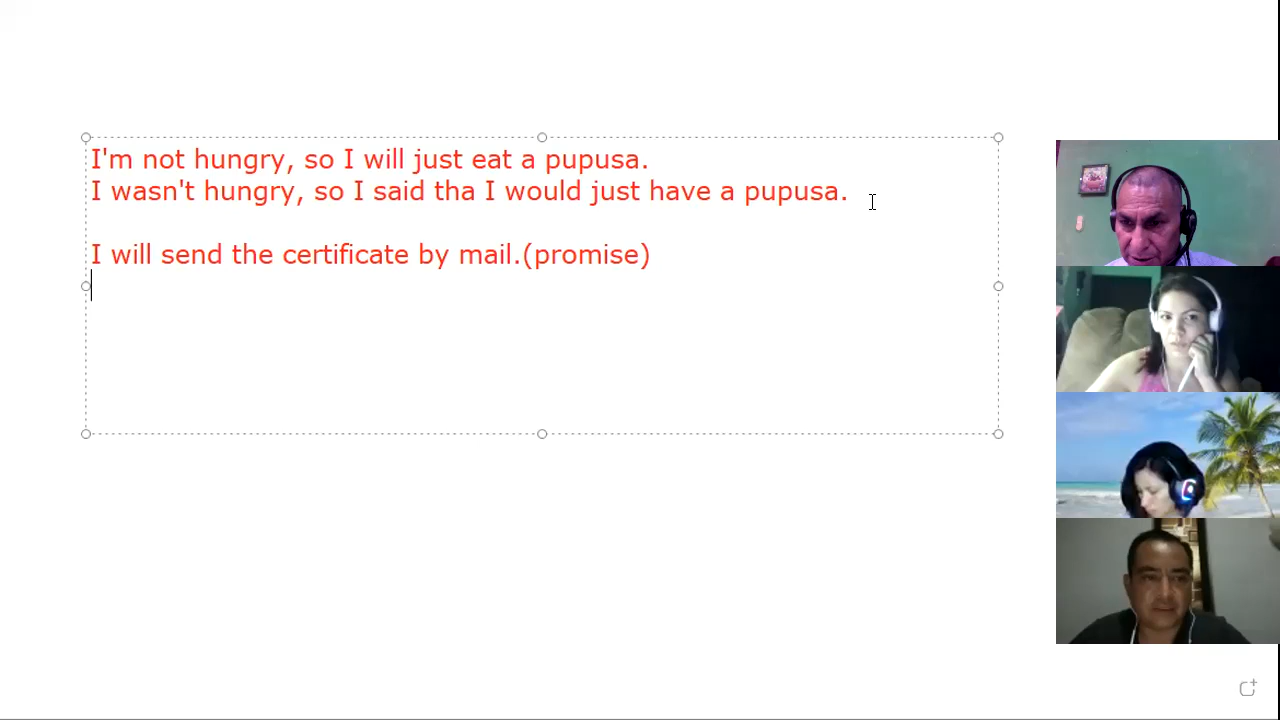 I'm not hungry, so I will just eat a pupusa.
I wasn't hungry, so I said tha I would just have a pupusa.
I will send the certificate by mail.(promise)